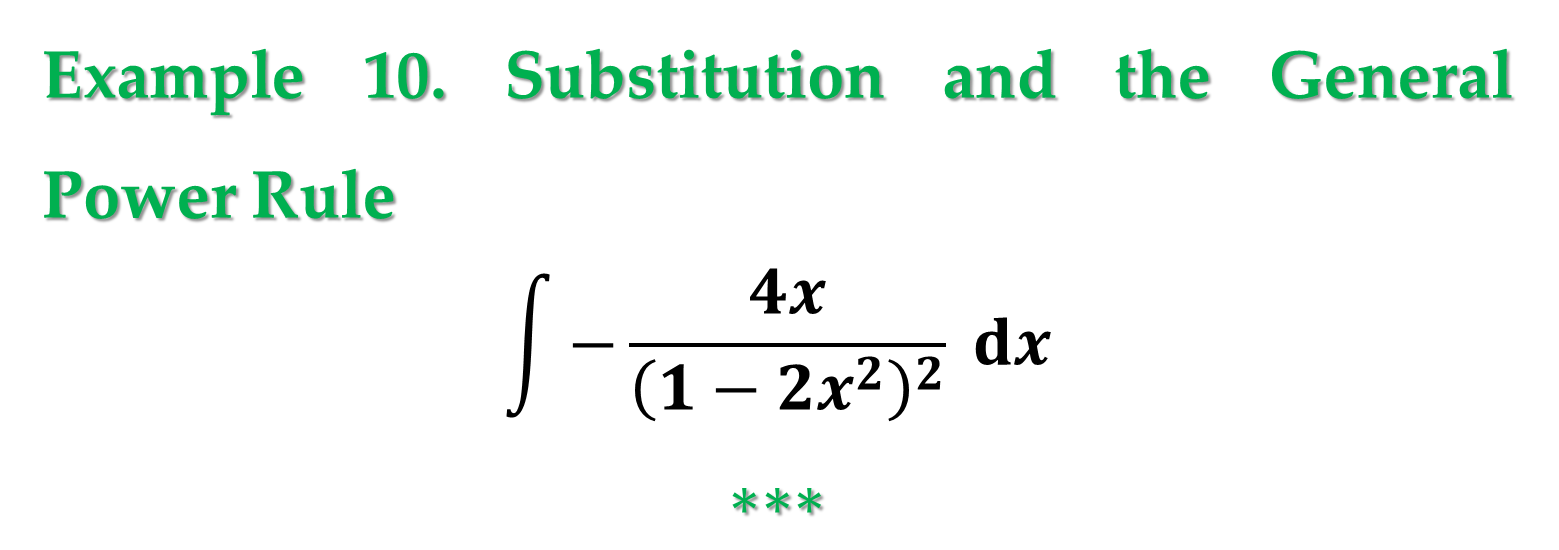 Example 10. Substitution and the General
Power Rule
∫ − 4x / (1 − 2x²)² dx
***